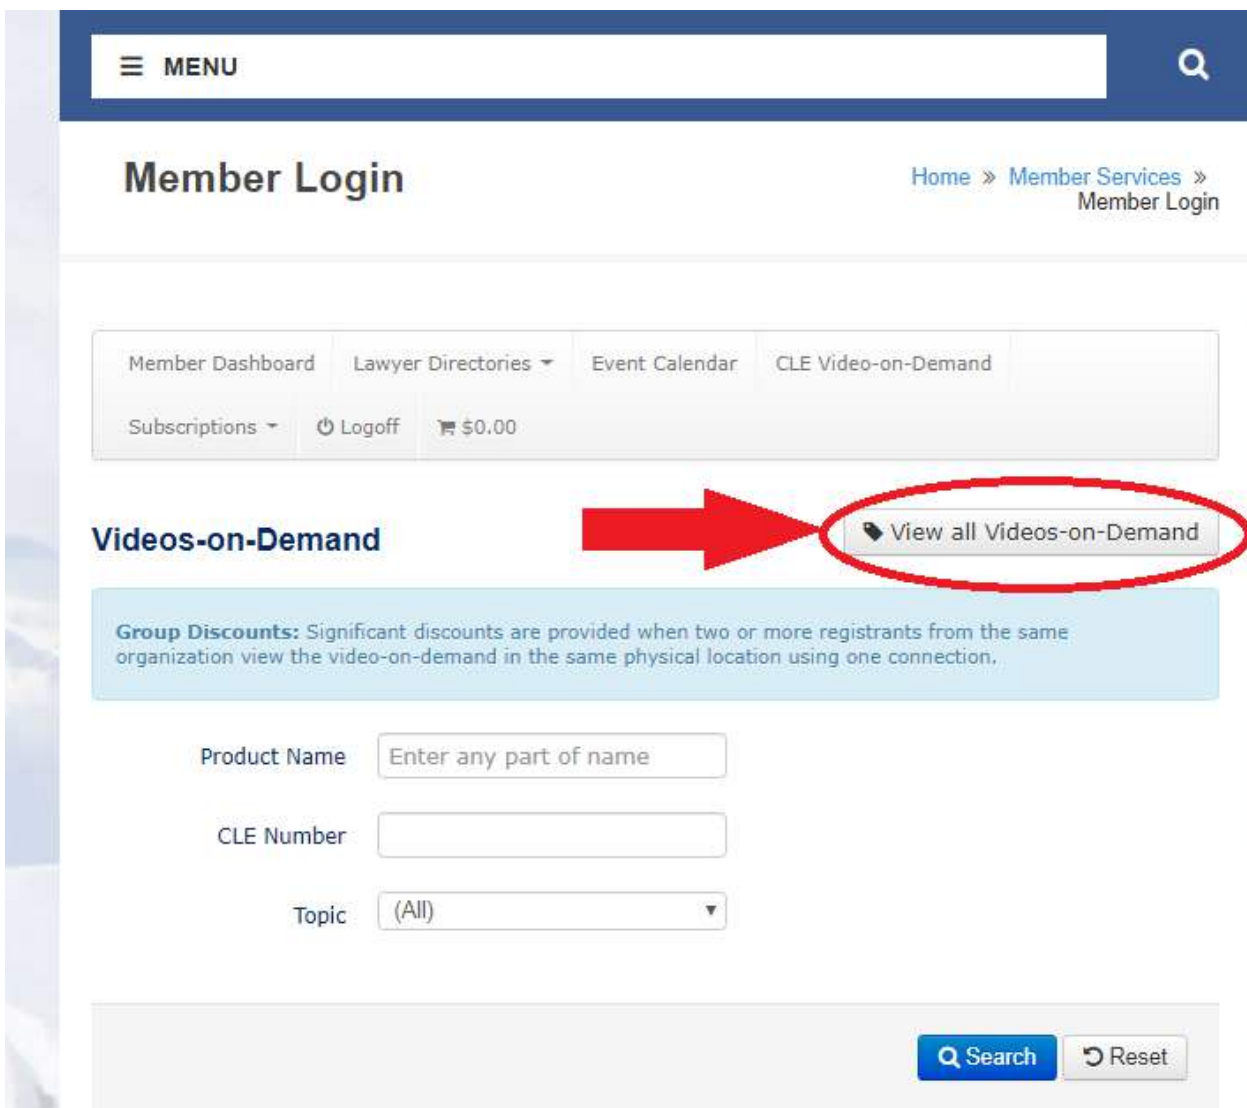 MENU
Member Login
Home » Member Services »
Member Login
Member Dashboard Lawyer Directories Event Calendar CLE Video-on-Demand
Subscriptions Logoff $0.00
Videos-on-Demand
View all Videos-on-Demand
Group Discounts: Significant discounts are provided when two or more registrants from the same
organization view the video-on-demand in the same physical location using one connection.
Product Name Enter any part of name
CLE Number
Topic (All)
Search Reset